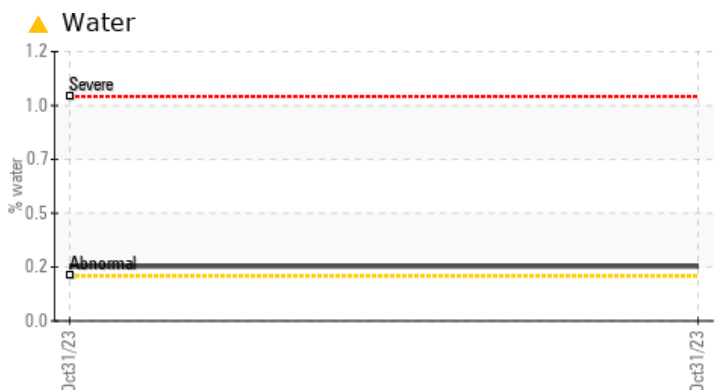 Water
1.2
Severe
1.0
0.7
% water
0.5
Abnormal
0.2
0.0
Oct31/23
Oct31/23